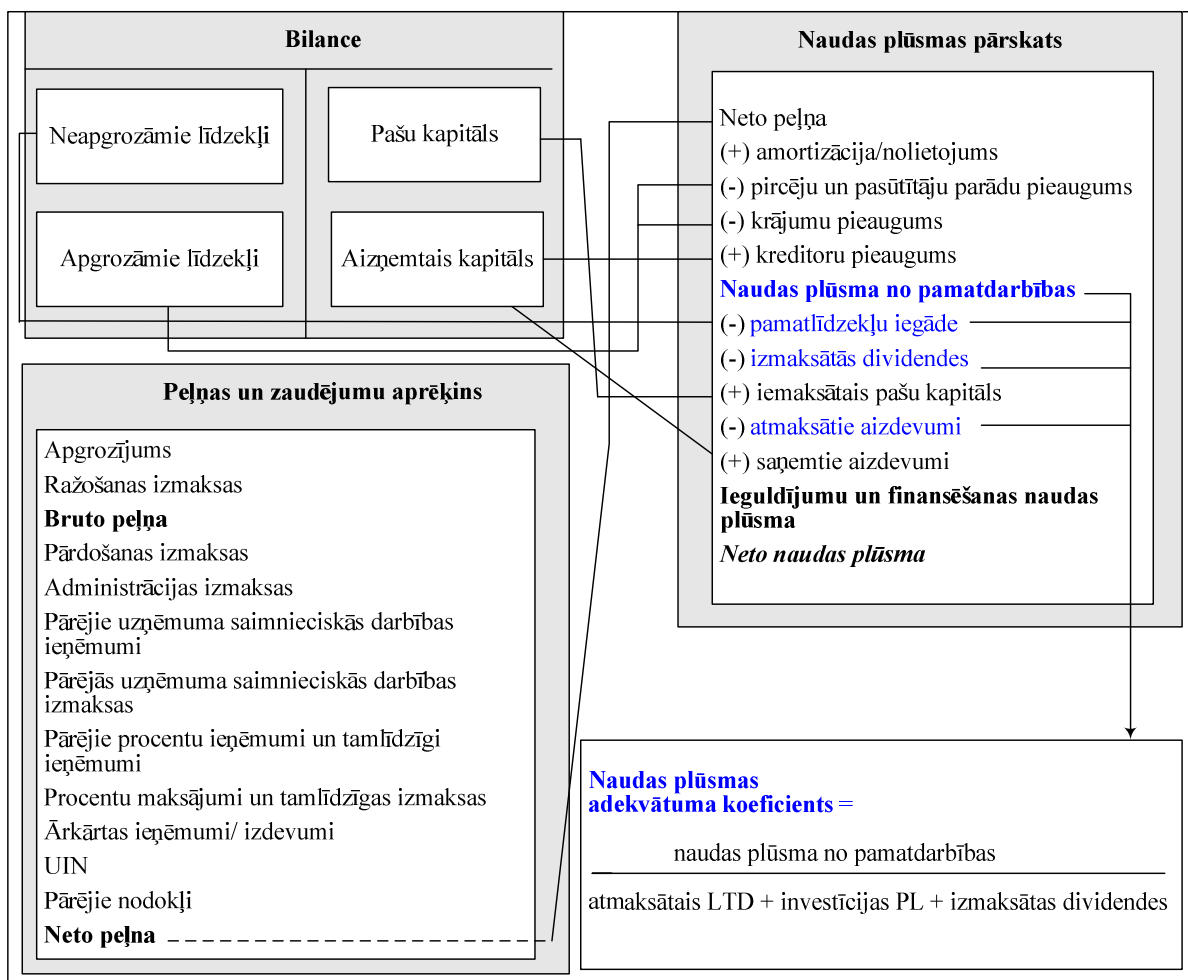 Bilance
Neapgrozāmie līdzekļi
Pašu kapitāls
Apgrozāmie līdzekļi
Aizņemtais kapitāls
Peļņas un zaudējumu aprēķins
Apgrozījums
Ražošanas izmaksas
Bruto peļņa
Pārdošanas izmaksas
Administrācijas izmaksas
Pārējie uzņēmuma saimnieciskās darbības
ieņēmumi
Pārējās uzņēmuma saimnieciskās darbības
izmaksas
Pārējie procentu ieņēmumi un tamlīdzīgi
ieņēmumi
Procentu maksājumi un tamlīdzīgas izmaksas
Ārkārtas ieņēmumi/ izdevumi
UIN
Pārējie nodokļi
Neto peļņa
Naudas plūsmas pārskats
Neto peļņa
(+) amortizācija/nolietojums
(-) pircēju un pasūtītāju parādu pieaugums
(-) krājumu pieaugums
(+) kreditoru pieaugums
Naudas plūsma no pamatdarbības
(-) pamatlīdzekļu iegāde
(-) izmaksātās dividendes
(+) iemaksātais pašu kapitāls
(-) atmaksātie aizdevumi
(+) saņemtie aizdevumi
Ieguldījumu un finansēšanas naudas
plūsma
Neto naudas plūsma
Naudas plūsmas
adekvātuma koeficients =
naudas plūsma no pamatdarbības
atmaksātais LTD + investīcijas PL + izmaksātas dividendes